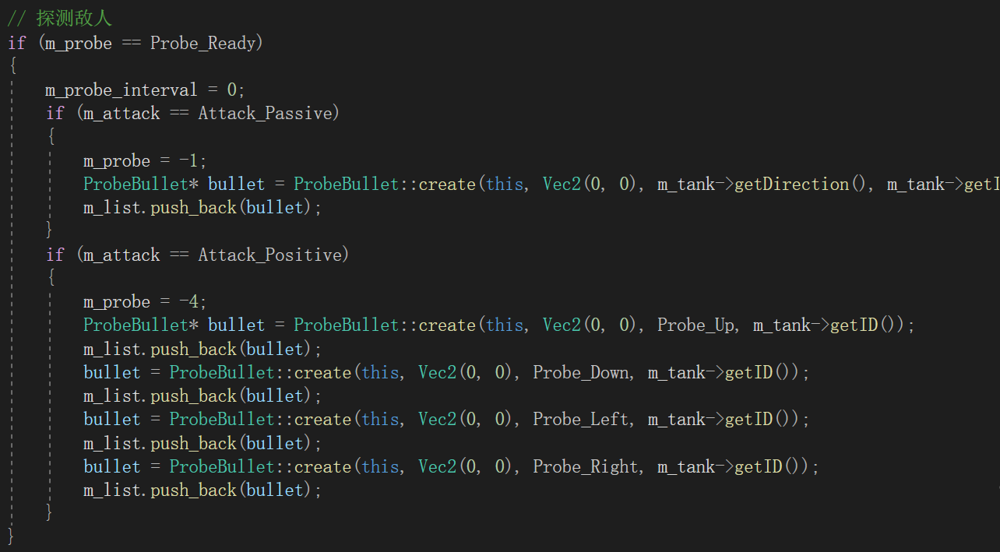 // 探测敌人
if (m_probe == Probe_Ready)
{
    m_probe_interval = 0;
    if (m_attack == Attack_Passive)
    {
        m_probe = -1;
        ProbeBullet* bullet = ProbeBullet::create(this, Vec2(0, 0), m_tank->getDirection(), m_tank->getI
        m_list.push_back(bullet);
    }
    if (m_attack == Attack_Positive)
    {
        m_probe = -4;
        ProbeBullet* bullet = ProbeBullet::create(this, Vec2(0, 0), Probe_Up, m_tank->getID());
        m_list.push_back(bullet);
        bullet = ProbeBullet::create(this, Vec2(0, 0), Probe_Down, m_tank->getID());
        m_list.push_back(bullet);
        bullet = ProbeBullet::create(this, Vec2(0, 0), Probe_Left, m_tank->getID());
        m_list.push_back(bullet);
        bullet = ProbeBullet::create(this, Vec2(0, 0), Probe_Right, m_tank->getID());
        m_list.push_back(bullet);
    }
}